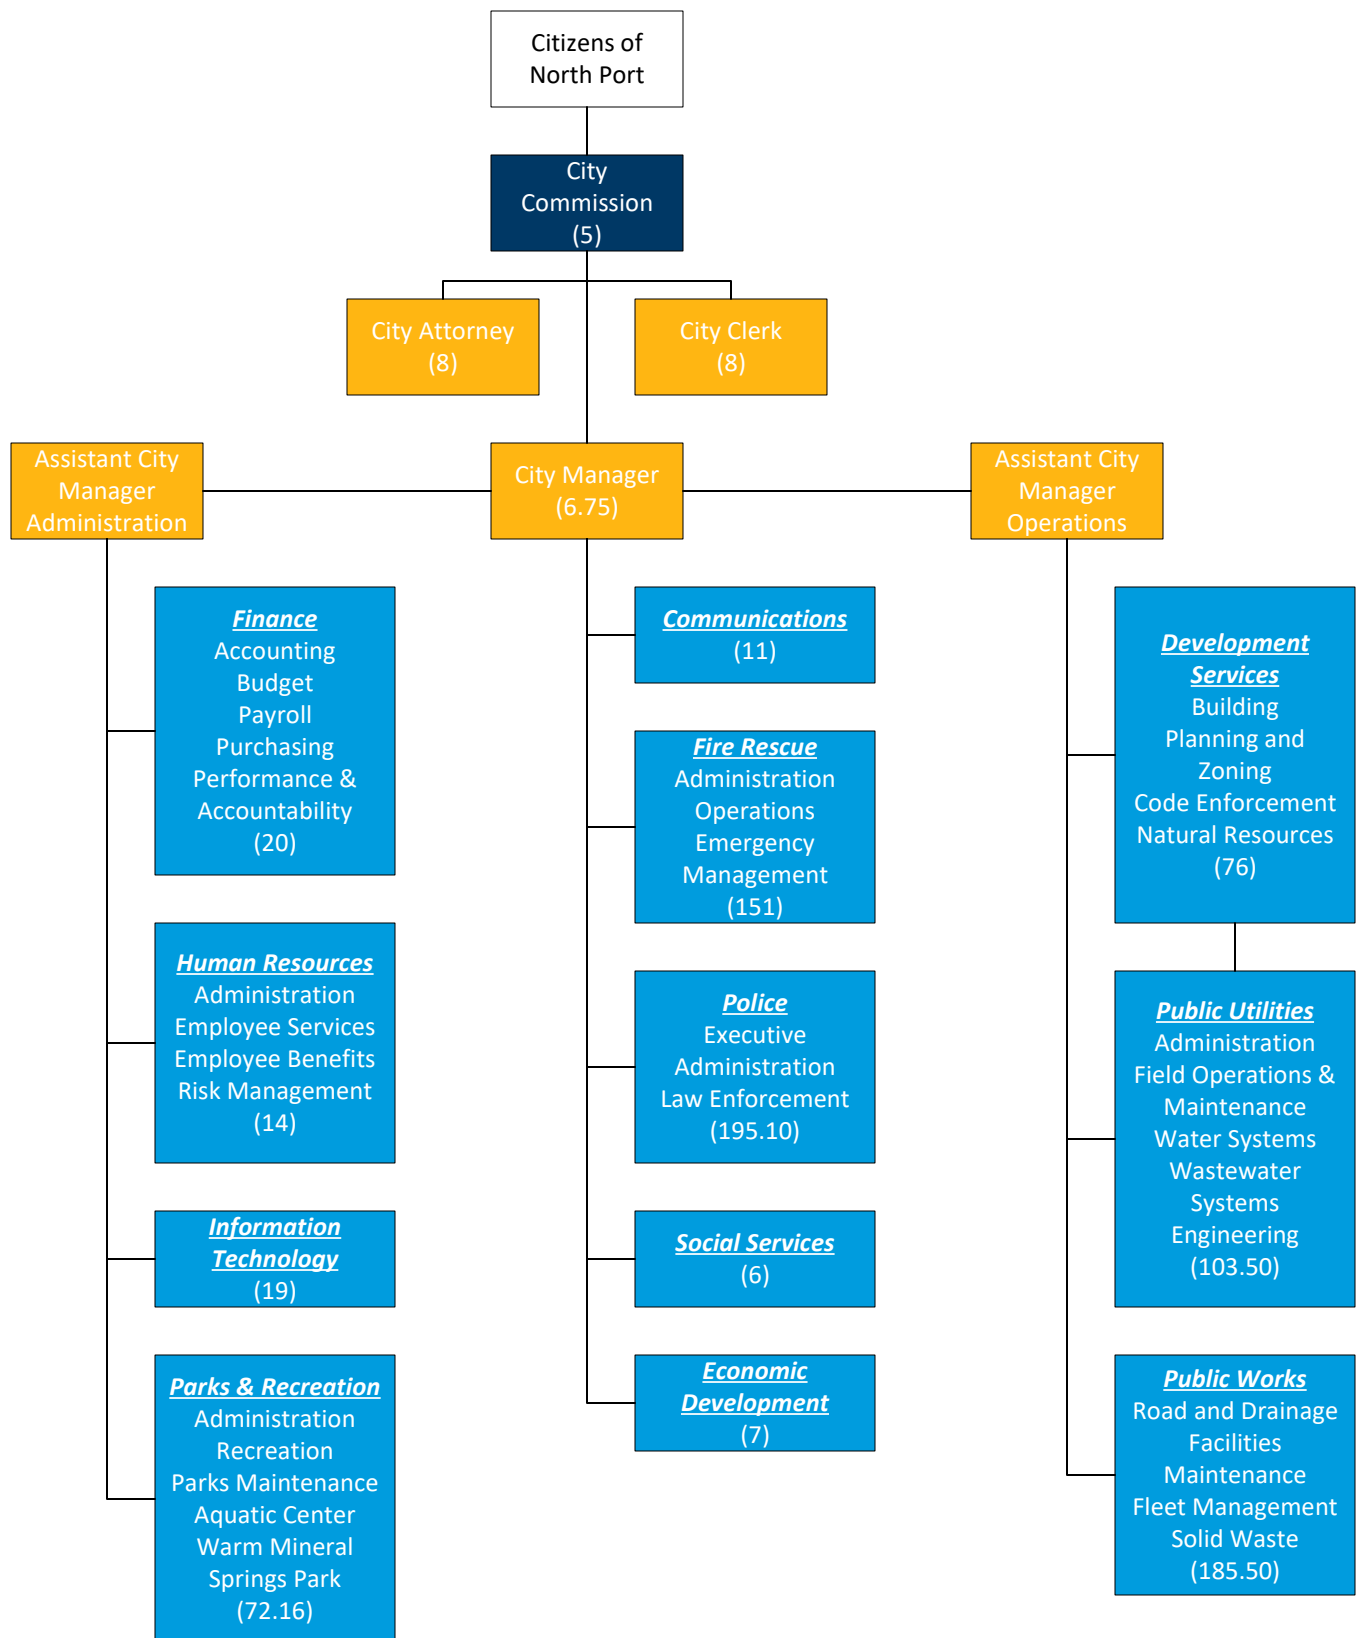 Citizens of
North Port
City
Commission
(5)
City Attorney
(8)
City Clerk
(8)
Assistant City
Manager
Administration
City Manager
(6.75)
Assistant City
Manager
Operations
Finance
Accounting
Budget
Payroll
Purchasing
Performance &
Accountability
(20)
Human Resources
Administration
Employee Services
Employee Benefits
Risk Management
(14)
Information
Technology
(19)
Parks & Recreation
Administration
Recreation
Parks Maintenance
Aquatic Center
Warm Mineral
Springs Park
(72.16)
Communications
(11)
Fire Rescue
Administration
Operations
Emergency
Management
(151)
Police
Executive
Administration
Law Enforcement
(195.10)
Social Services
(6)
Economic
Development
(7)
Development
Services
Building
Planning and
Zoning
Code Enforcement
Natural Resources
(76)
Public Utilities
Administration
Field Operations &
Maintenance
Water Systems
Wastewater
Systems
Engineering
(103.50)
Public Works
Road and Drainage
Facilities
Maintenance
Fleet Management
Solid Waste
(185.50)